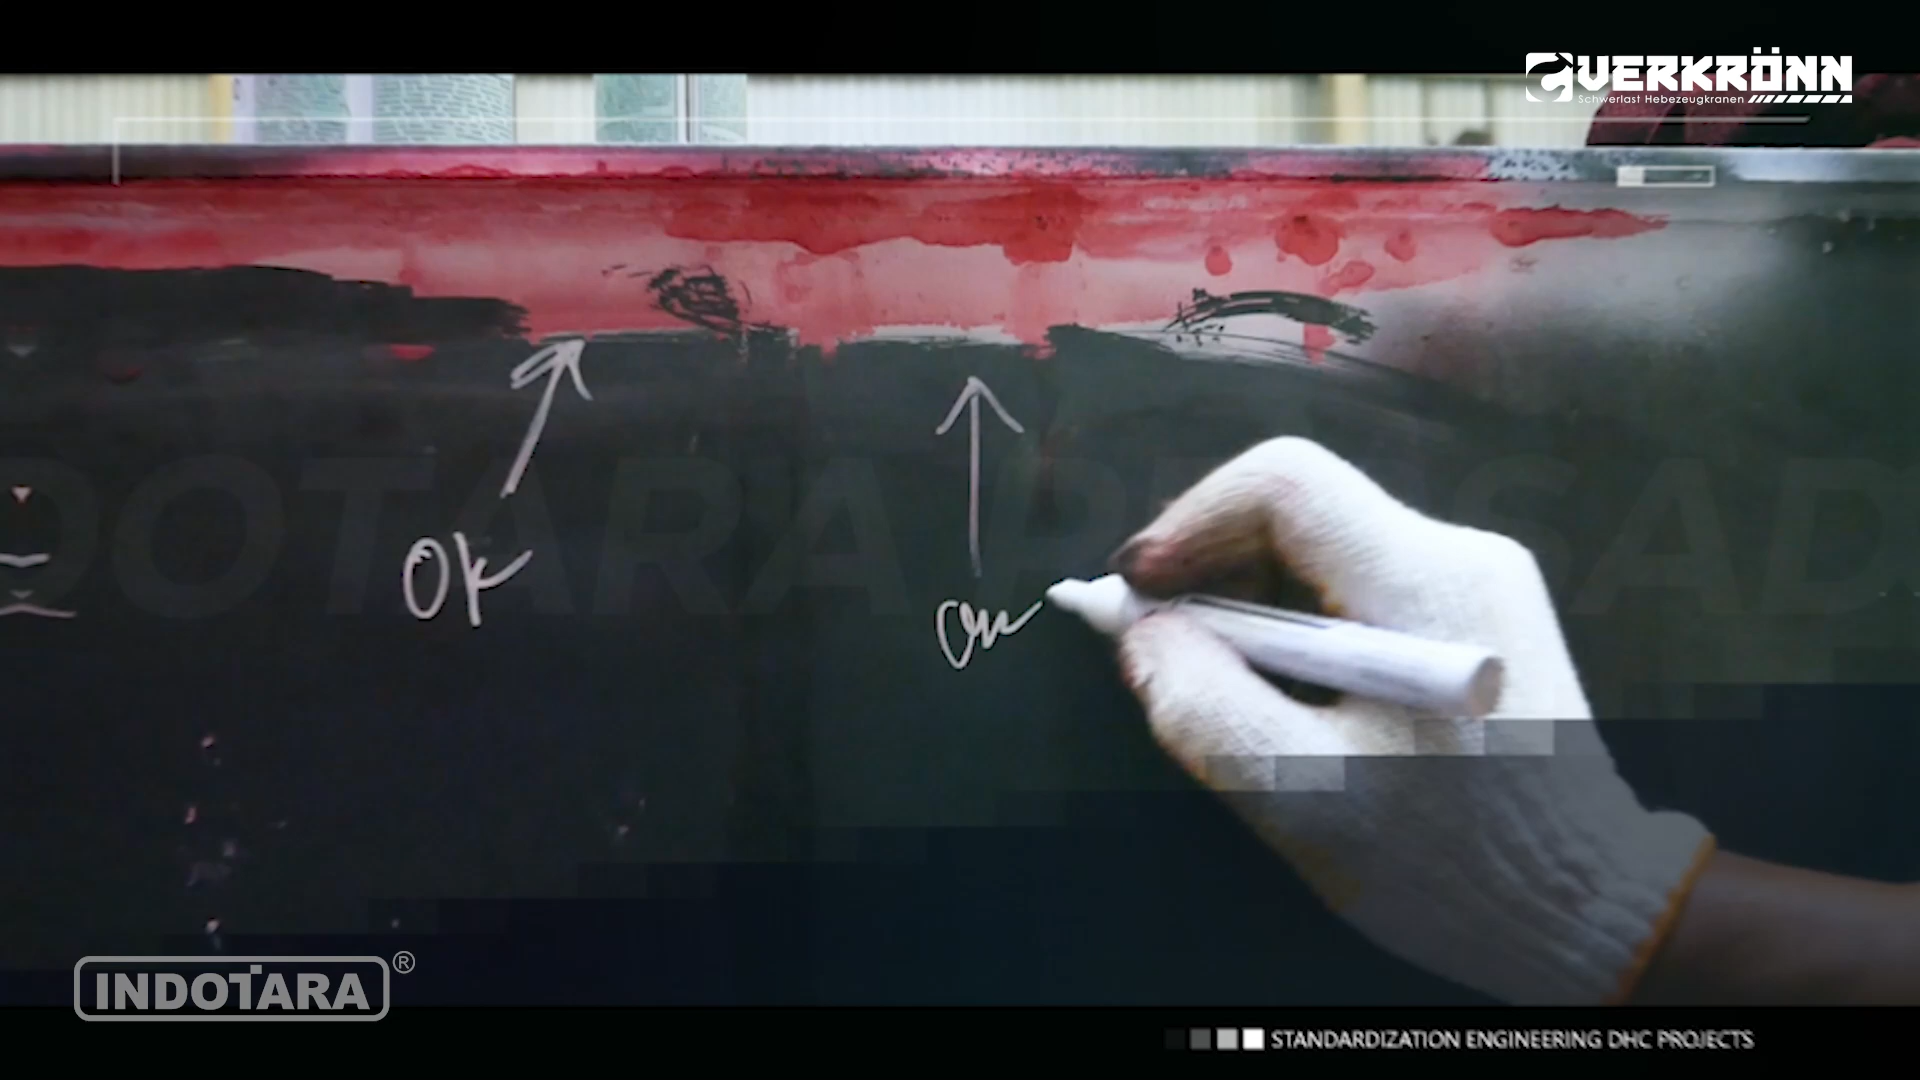 VERKRÖNN
Schwerlast Hebezeugkranen
OK
INDOTARA®
STANDARDIZATION ENGINEERING DHC PROJECTS